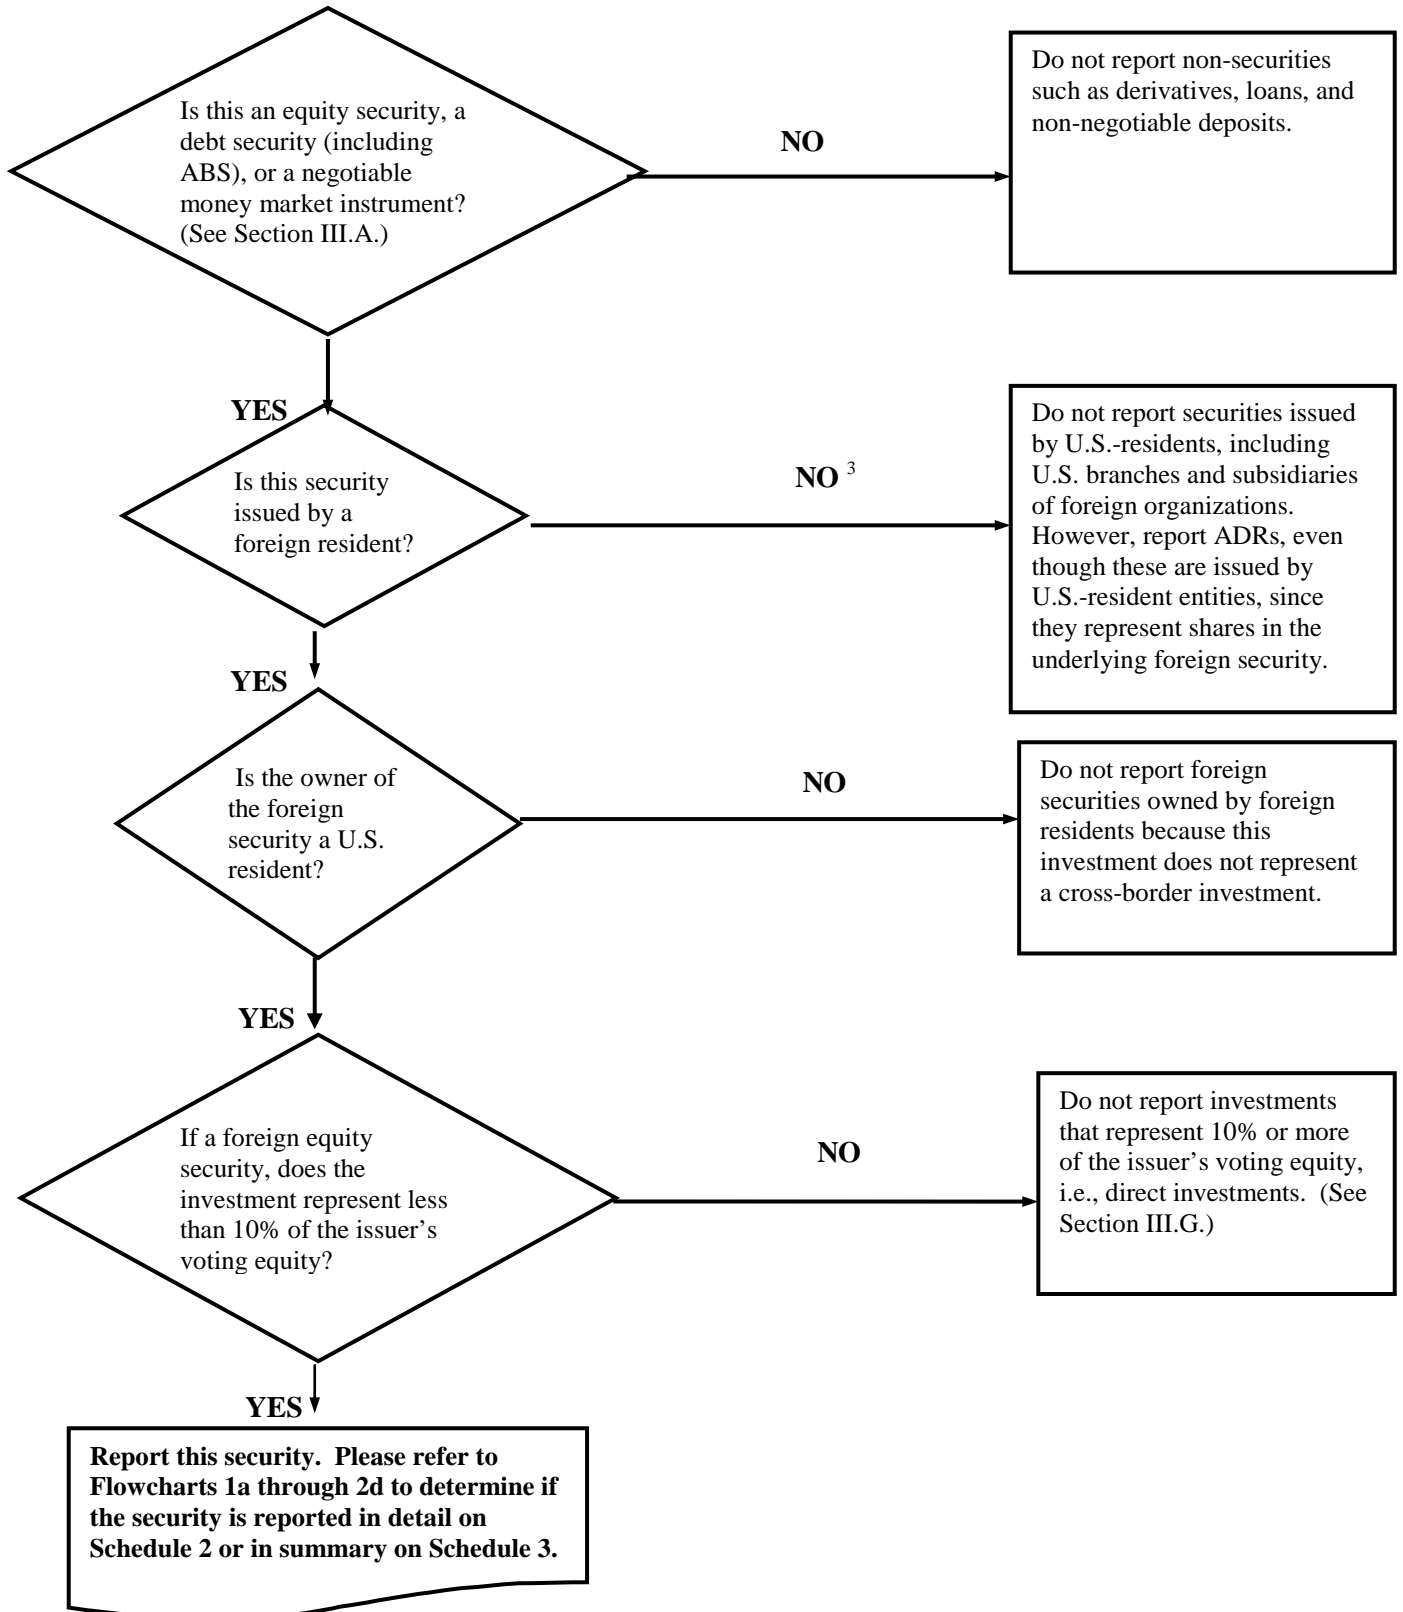 Is this an equity security, a
debt security (including
ABS), or a negotiable
money market instrument?
(See Section III.A.)
NO
Do not report non-securities
such as derivatives, loans, and
non-negotiable deposits.
YES
Is this security
issued by a
foreign resident?
NO 3
Do not report securities issued
by U.S.-residents, including
U.S. branches and subsidiaries
of foreign organizations.
However, report ADRs, even
though these are issued by
U.S.-resident entities, since
they represent shares in the
underlying foreign security.
YES
Is the owner of
the foreign
security a U.S.
resident?
NO
Do not report foreign
securities owned by foreign
residents because this
investment does not represent
a cross-border investment.
YES
If a foreign equity
security, does the
investment represent less
than 10% of the issuer’s
voting equity?
NO
Do not report investments
that represent 10% or more
of the issuer’s voting equity,
i.e., direct investments.  (See
Section III.G.)
YES
Report this security.  Please refer to
Flowcharts 1a through 2d to determine if
the security is reported in detail on
Schedule 2 or in summary on Schedule 3.